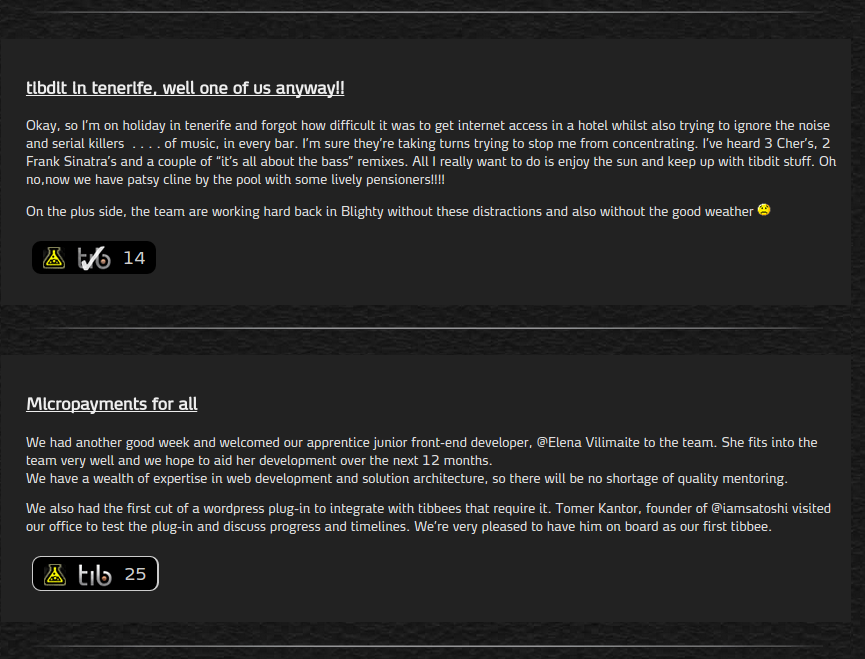 tibdit in tenerife, well one of us anyway!!
Okay, so I'm on holiday in tenerife and forgot how difficult it was to get internet access in a hotel whilst also trying to ignore the noise
and serial killers  . . . . of music, in every bar. I'm sure they're taking turns trying to stop me from concentrating. I've heard 3 Cher's, 2
Frank Sinatra's and a couple of “it's all about the bass” remixes. All I really want to do is enjoy the sun and keep up with tibdit stuff. Oh
no,now we have patsy cline by the pool with some lively pensioners!!!!
On the plus side, the team are working hard back in Blighty without these distractions and also without the good weather
tib 14
Micropayments for all
We had another good week and welcomed our apprentice junior front-end developer, @Elena Vilimaite to the team. She fits into the
team very well and we hope to aid her development over the next 12 months.
We have a wealth of expertise in web development and solution architecture, so there will be no shortage of quality mentoring.
We also had the first cut of a wordpress plug-in to integrate with tibbees that require it. Tomer Kantor, founder of @iamsatoshi visited
our office to test the plug-in and discuss progress and timelines. We're very pleased to have him on board as our first tibbee.
tib 25